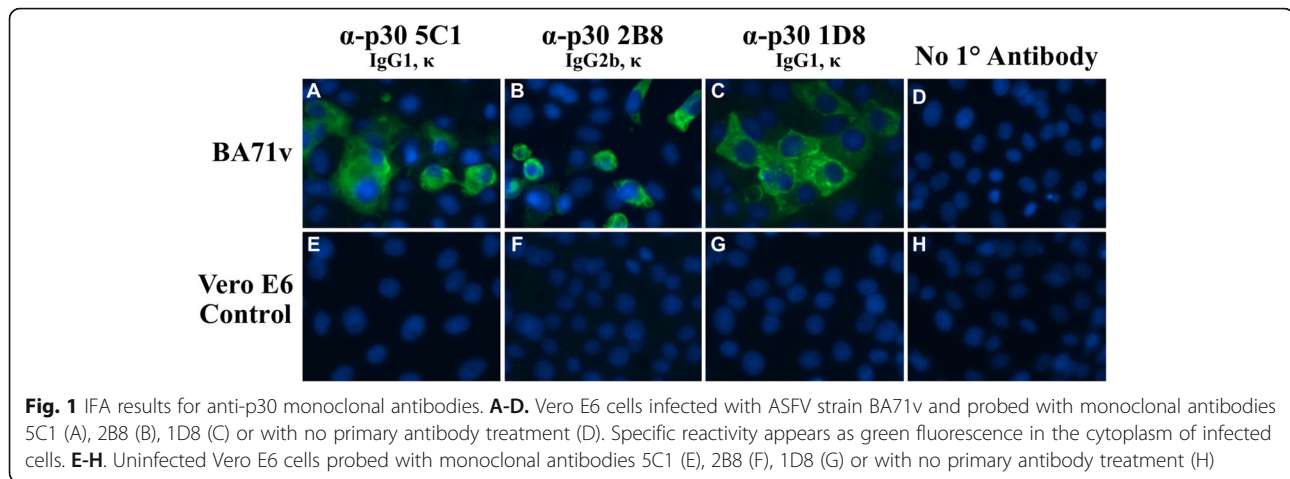 α-p30 5C1
IgG1, κ
α-p30 2B8
IgG2b, κ
α-p30 1D8
IgG1, κ
No 1° Antibody
BA71v
A
B
C
D
Vero E6
Control
E
F
G
H
Fig. 1 IFA results for anti-p30 monoclonal antibodies. A-D. Vero E6 cells infected with ASFV strain BA71v and probed with monoclonal antibodies
5C1 (A), 2B8 (B), 1D8 (C) or with no primary antibody treatment (D). Specific reactivity appears as green fluorescence in the cytoplasm of infected
cells. E-H. Uninfected Vero E6 cells probed with monoclonal antibodies 5C1 (E), 2B8 (F), 1D8 (G) or with no primary antibody treatment (H)